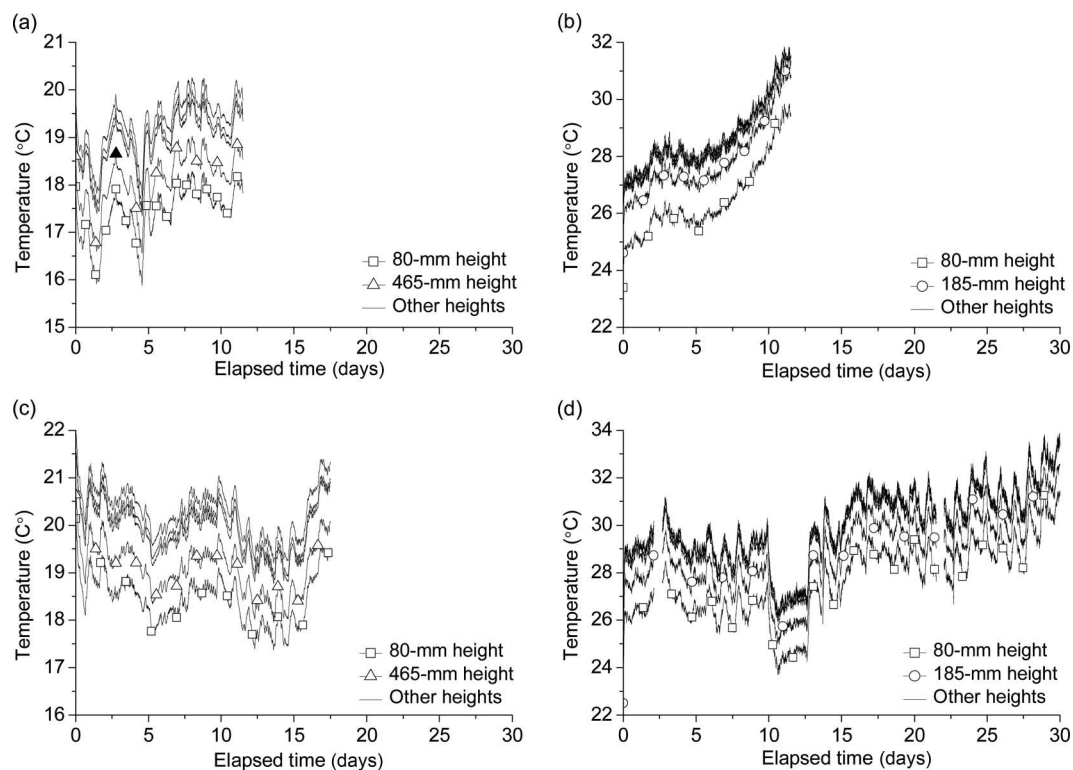 (a)
21
20
19
18
17
16
15
Temperature (°C)
0 5 10 15 20 25 30
Elapsed time (days)
80-mm height
465-mm height
Other heights
(b)
32
30
28
26
24
22
Temperature (°C)
0 5 10 15 20 25 30
Elapsed time (days)
80-mm height
185-mm height
Other heights
(c)
22
21
20
19
18
17
16
Temperature (C°)
0 5 10 15 20 25 30
Elapsed time (days)
80-mm height
465-mm height
Other heights
(d)
34
32
30
28
26
24
22
Temperature (°C)
0 5 10 15 20 25 30
Elapsed time (days)
80-mm height
185-mm height
Other heights